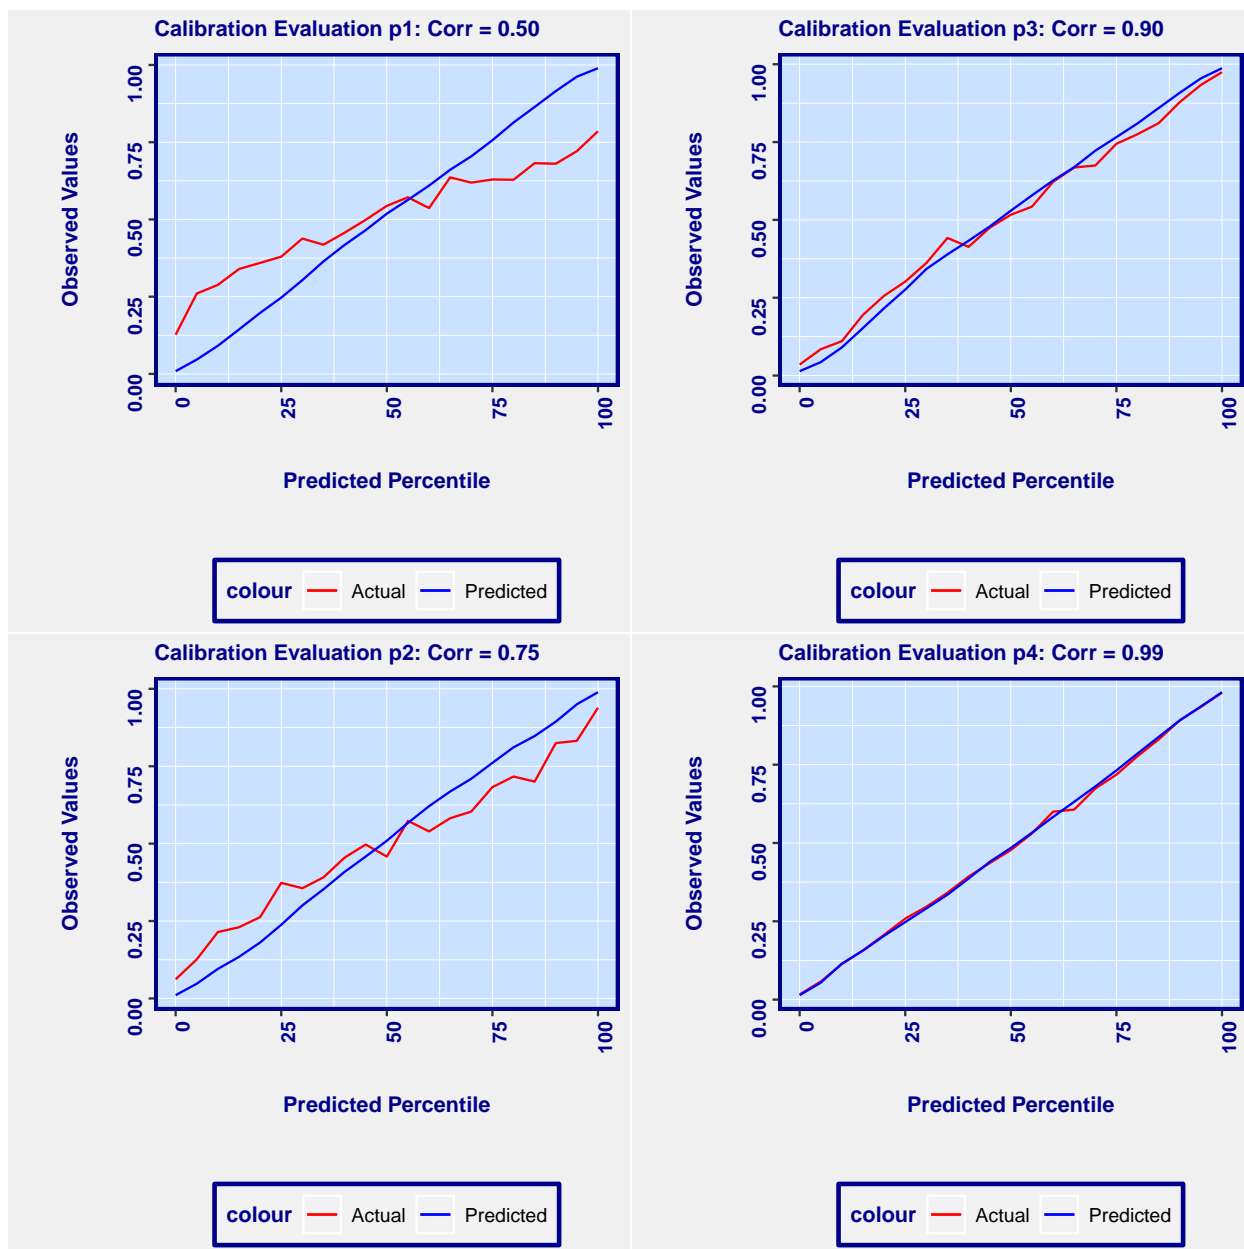 Calibration Evaluation p1: Corr = 0.50
Observed Values
1.00
0.75
0.50
0.25
0.00
0 25 50 75 100
Predicted Percentile
colour Actual Predicted
Calibration Evaluation p3: Corr = 0.90
Observed Values
1.00
0.75
0.50
0.25
0.00
0 25 50 75 100
Predicted Percentile
colour Actual Predicted
Calibration Evaluation p2: Corr = 0.75
Observed Values
1.00
0.75
0.50
0.25
0.00
0 25 50 75 100
Predicted Percentile
colour Actual Predicted
Calibration Evaluation p4: Corr = 0.99
Observed Values
1.00
0.75
0.50
0.25
0.00
0 25 50 75 100
Predicted Percentile
colour Actual Predicted